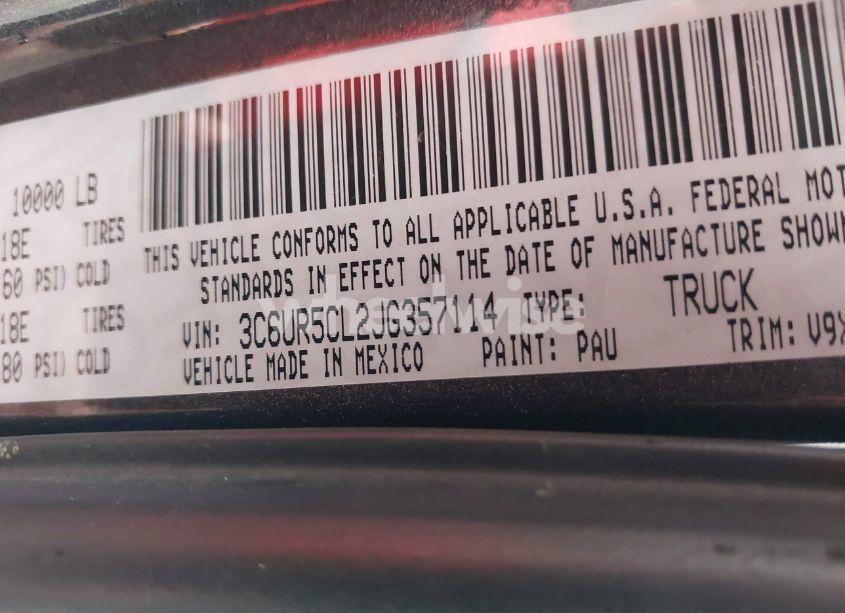 10000 LB
18E TIRES
60 PSI) COLD
18E TIRES
80 PSI) COLD
THIS VEHICLE CONFORMS TO ALL APPLICABLE U.S.A. FEDERAL MOT
STANDARDS IN EFFECT ON THE DATE OF MANUFACTURE SHOWN
VIN: 3C6UR5CL2JG357114 TYPE: TRUCK
VEHICLE MADE IN MEXICO PAINT: PAU TRIM: V9X
wheelwise